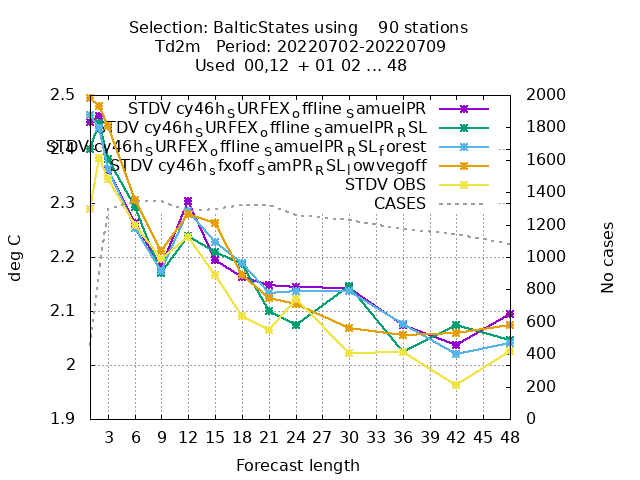 Selection: BalticStates using    90 stations
Td2m   Period: 20220702-20220709
Used  00,12  + 01 02 ... 48
2.5
2.4
2.3
2.2
2.1
2
1.9
2000
1800
1600
1400
1200
1000
800
600
400
200
0
STDV cy46h_SURFEX_offline_SamuelPR
STDV cy46h_SURFEX_offline_SamuelPR_RSL
STDV cy46h_SURFEX_offline_SamuelPR_RSL_forest
STDV cy46h_sfxoff_SamPR_RSL_lowvegoff
STDV OBS
CASES
deg C
No cases
3 6 9 12 15 18 21 24 27 30 33 36 39 42 45 48
Forecast length